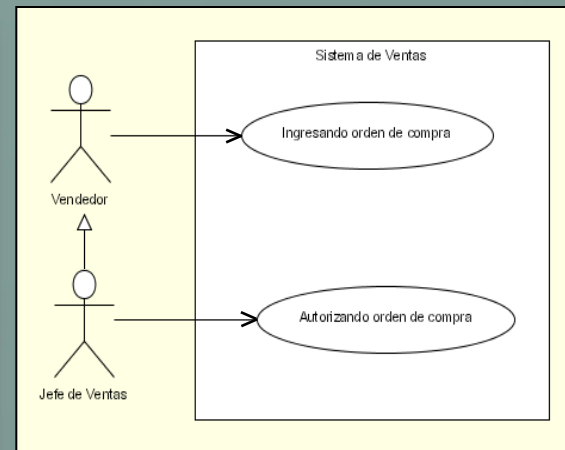 Sistema de Ventas
Ingresando orden de compra
Vendedor
Autorizando orden de compra
Jefe de Ventas